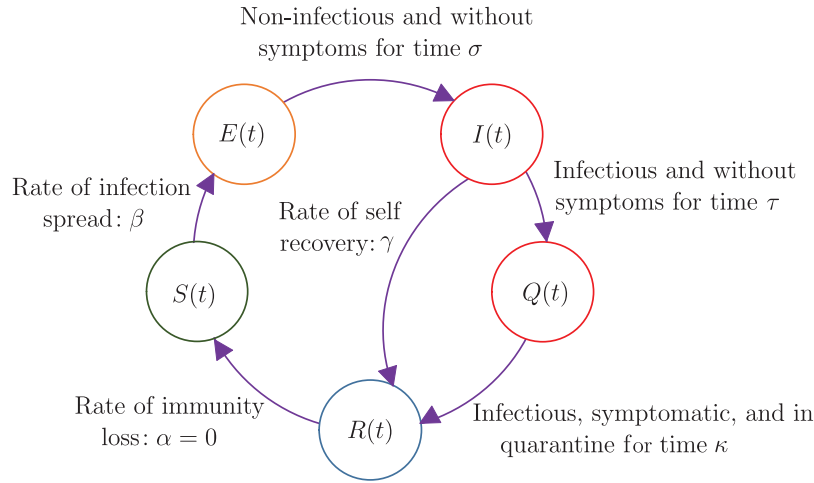 Non-infectious and without
symptoms for time σ
E(t)
I(t)
Infectious and without
symptoms for time τ
Rate of infection
spread: β
Rate of self
recovery: γ
S(t)
Q(t)
Rate of immunity
loss: α = 0
R(t)
Infectious, symptomatic, and in
quarantine for time κ